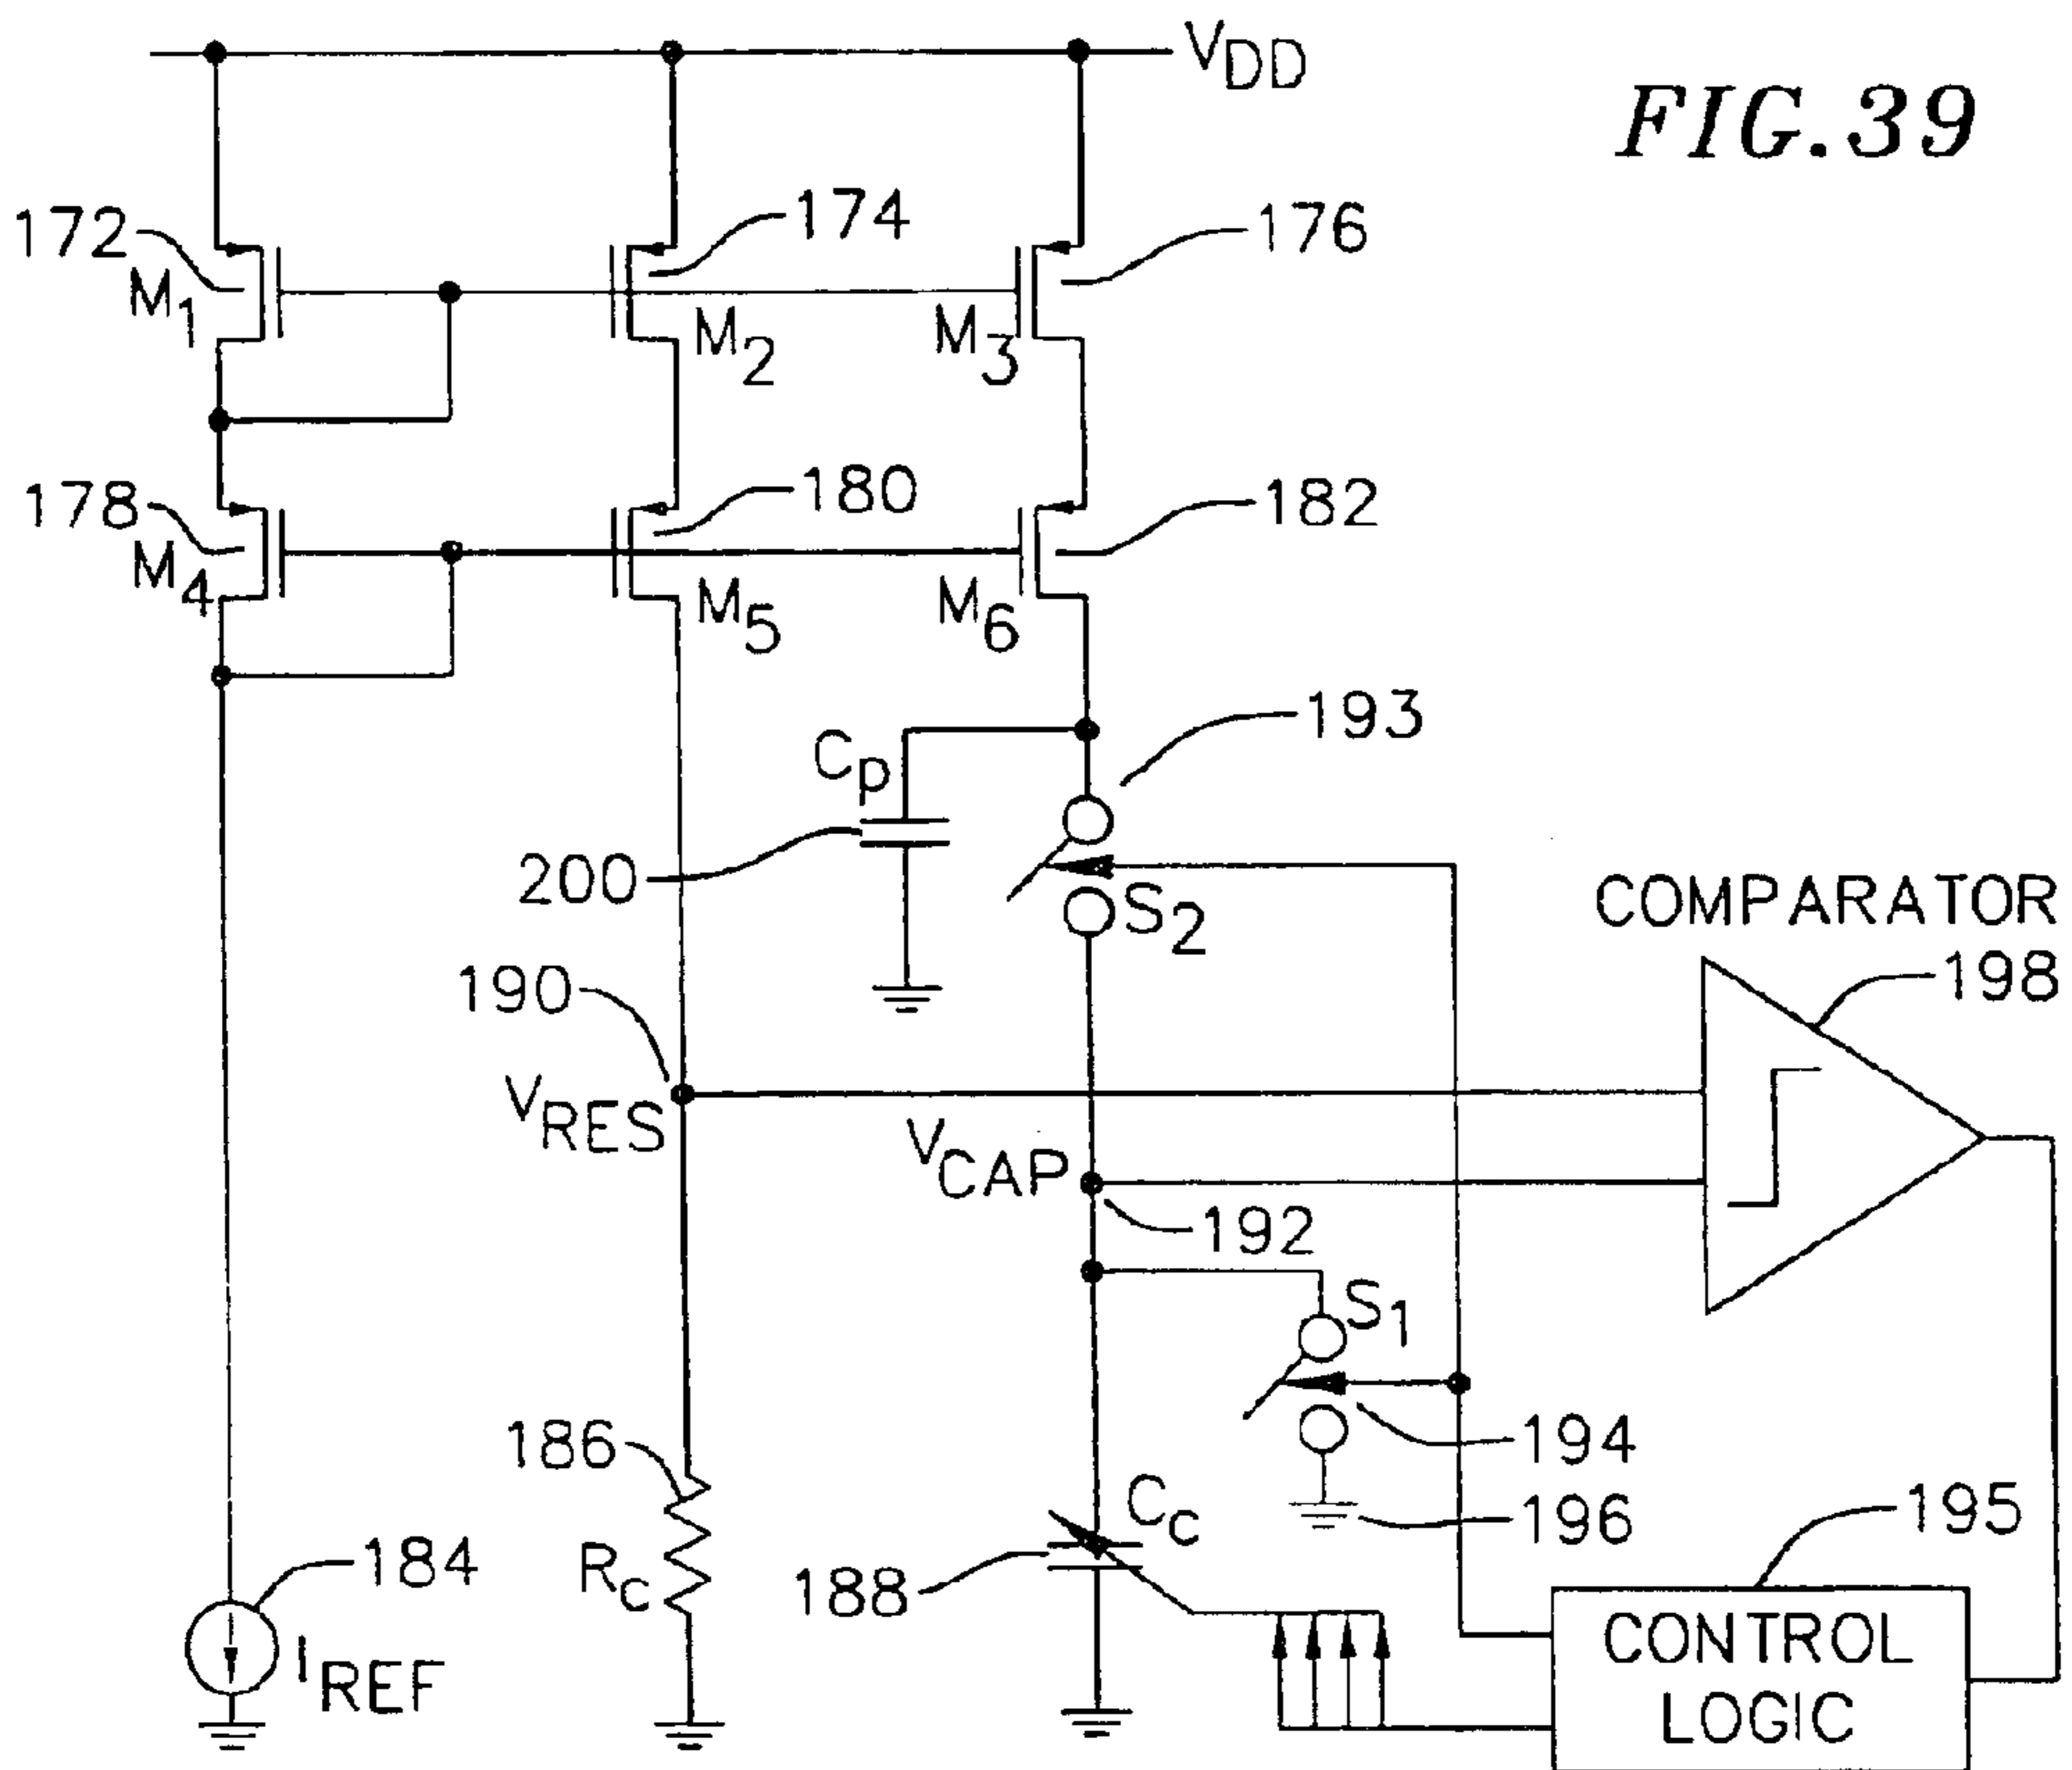 V_DD
FIG.39
172
174
176
M_1
M_2
M_3
178
180
182
M_4
M_5
M_6
193
C_p
200
S_2
COMPARATOR
198
190
V_RES
V_CAP
192
S_1
194
186
C_c
196
195
184
R_c
188
I_REF
CONTROL
LOGIC